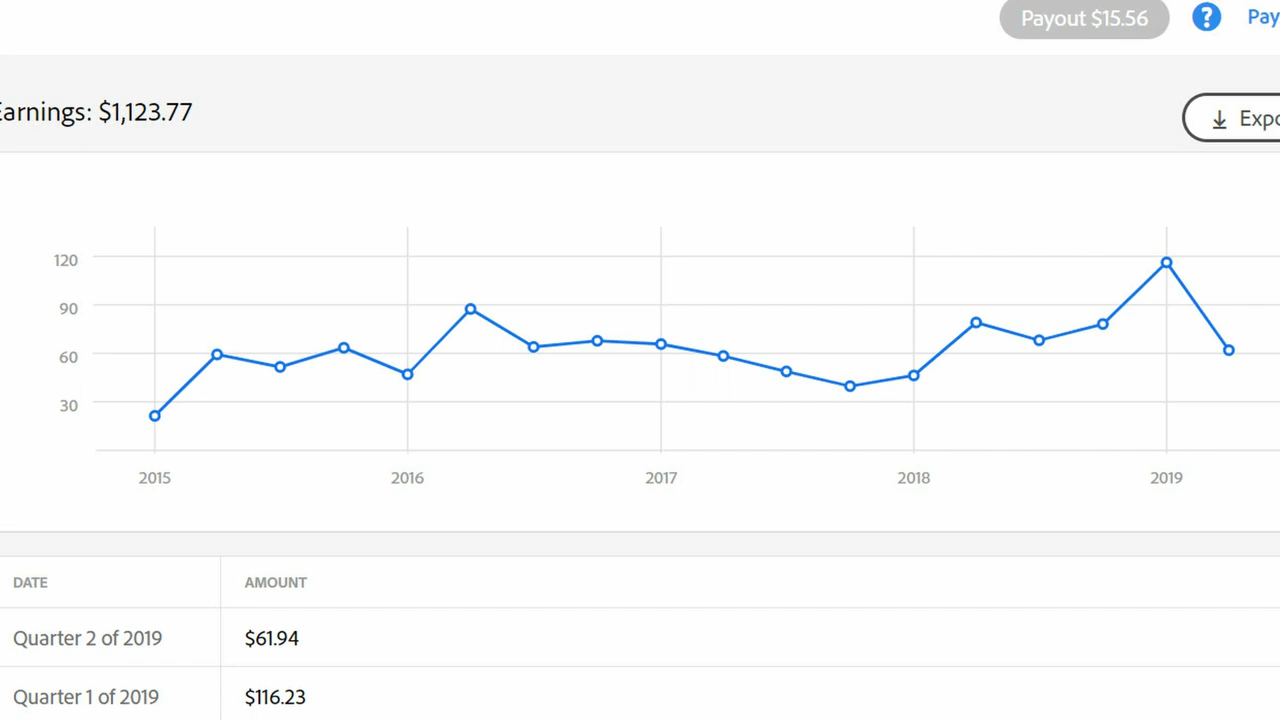 Payout $15.56 ? Pay
Earnings: $1,123.77
Expo
120
90
60
30
2015 2016 2017 2018 2019
DATE AMOUNT
Quarter 2 of 2019 $61.94
Quarter 1 of 2019 $116.23